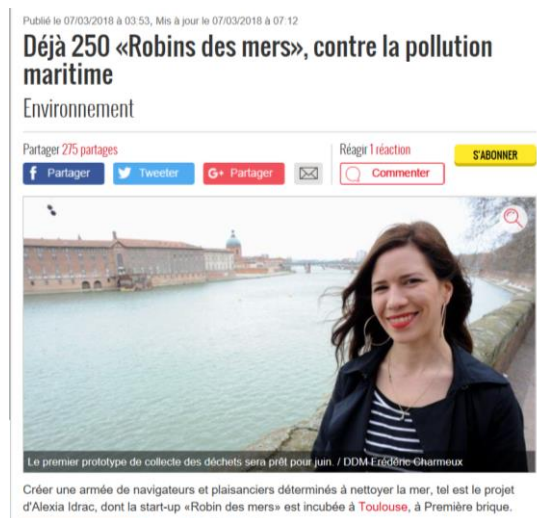 Publié le 07/03/2018 à 03:53, Mis à jour le 07/03/2018 à 07:12
Déjà 250 «Robins des mers», contre la pollution
maritime
Environnement
Partager 275 partages
Réagir 1 réaction
S'ABONNER
f Partager
Tweeter
G+ Partager
Commenter
Le premier prototype de collecte des déchets sera prêt pour juin. / DDM Frédéric Charmeux
Créer une armée de navigateurs et plaisanciers déterminés à nettoyer la mer, tel est le projet
d'Alexia Idrac, dont la start-up «Robin des mers» est incubée à Toulouse, à Première brique.